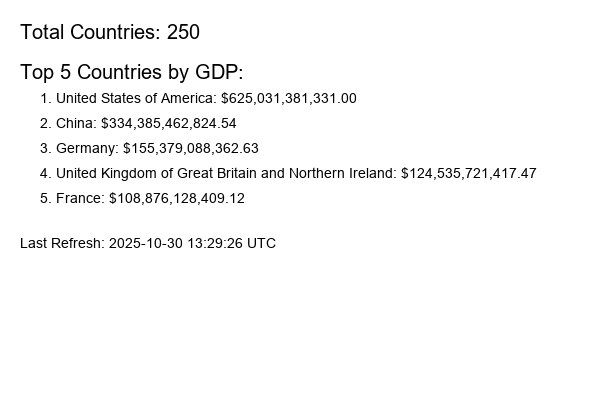 Total Countries: 250
Top 5 Countries by GDP:
1. United States of America: $625,031,381,331.00
2. China: $334,385,462,824.54
3. Germany: $155,379,088,362.63
4. United Kingdom of Great Britain and Northern Ireland: $124,535,721,417.47
5. France: $108,876,128,409.12
Last Refresh: 2025-10-30 13:29:26 UTC